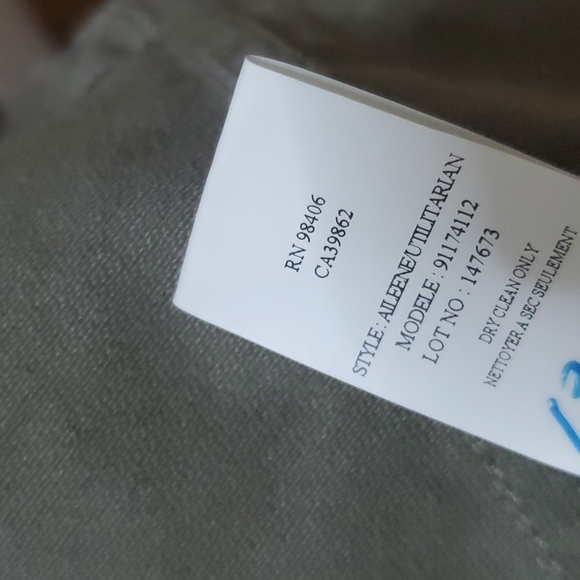 RN 98406
CA39862
STYLE : AILEENE/UTILITARIAN
MODELE : 91174112
LOT NO : 147673
DRY CLEAN ONLY
NETTOYER A SEC SEULEMENT